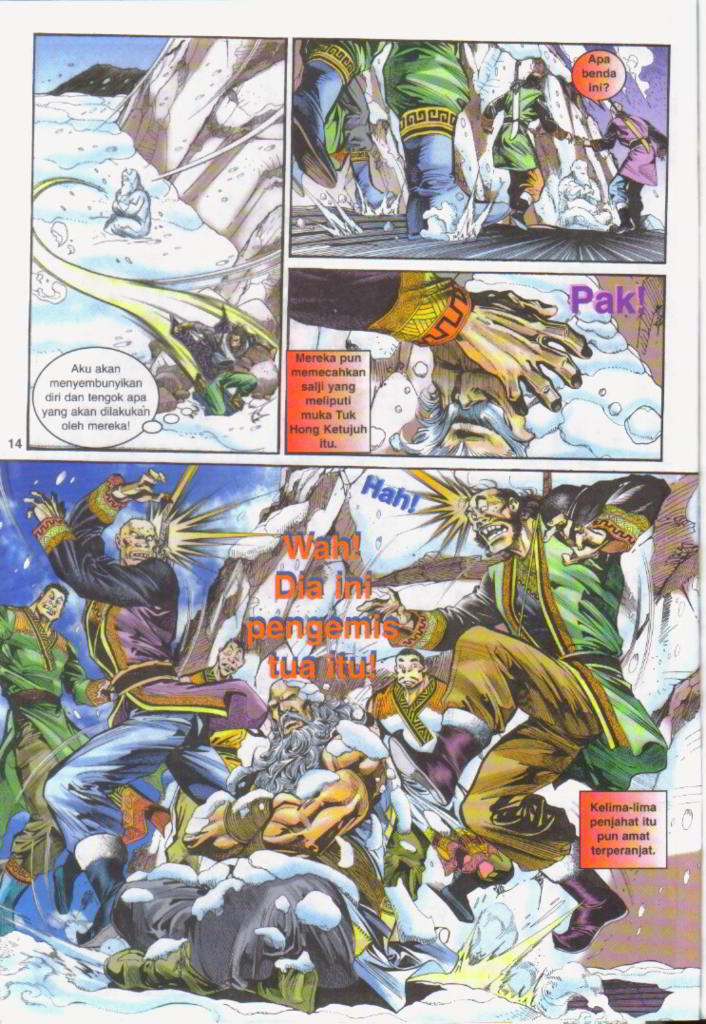 Aku akan
menyembunyikan
diri dan tengok apa
yang akan dilakukan
oleh mereka!
Apa
benda
ini?
Mereka pun
memecahkan
salji yang
meliputi
muka Tuk
Hong Ketujuh
itu.
Pak!
14
Hah!
Wah!
Dia ini
pengemis
tua itu!
Kelima-lima
penjahat itu
pun amat
terperanjat.